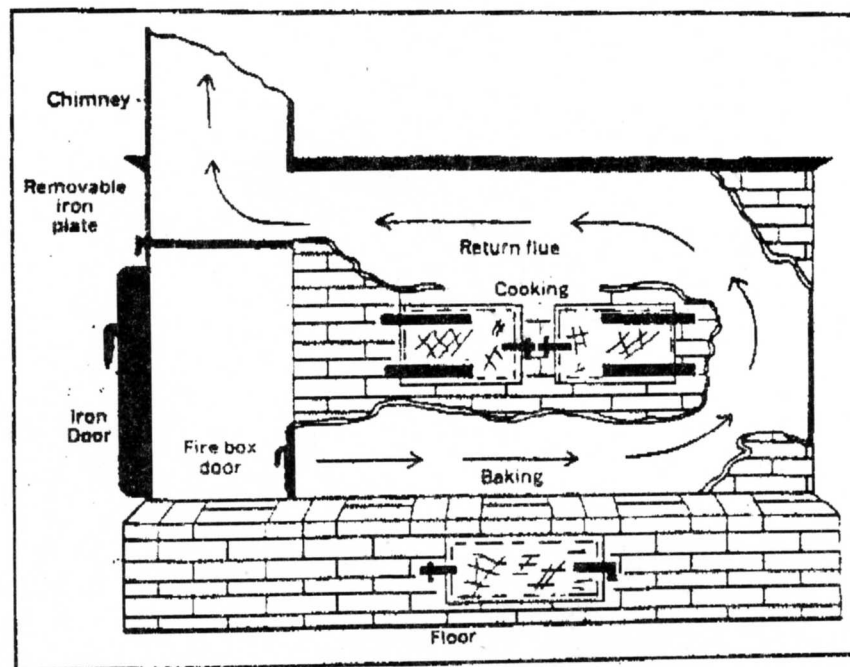 Chimney
Removable
iron
plate
Return flue
Cooking
Iron
Door
Fire box
door
Baking
Floor